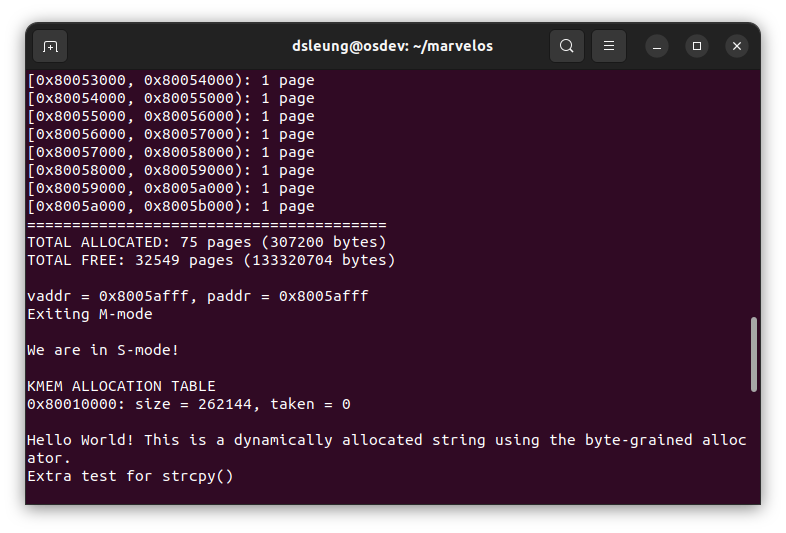 dsleung@osdev: ~/marvelos
[0x80053000, 0x80054000): 1 page
[0x80054000, 0x80055000): 1 page
[0x80055000, 0x80056000): 1 page
[0x80056000, 0x80057000): 1 page
[0x80057000, 0x80058000): 1 page
[0x80058000, 0x80059000): 1 page
[0x80059000, 0x8005a000): 1 page
[0x8005a000, 0x8005b000): 1 page
========================================
TOTAL ALLOCATED: 75 pages (307200 bytes)
TOTAL FREE: 32549 pages (133320704 bytes)
vaddr = 0x8005afff, paddr = 0x8005afff
Exiting M-mode
We are in S-mode!
KMEM ALLOCATION TABLE
0x80010000: size = 262144, taken = 0
Hello World! This is a dynamically allocated string using the byte-grained alloc
ator.
Extra test for strcpy()